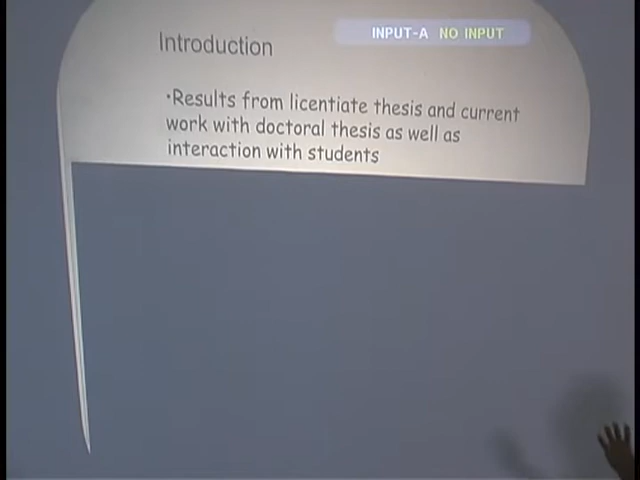 INPUT-A NO INPUT
Introduction
•Results from licentiate thesis and current
work with doctoral thesis as well as
interaction with students